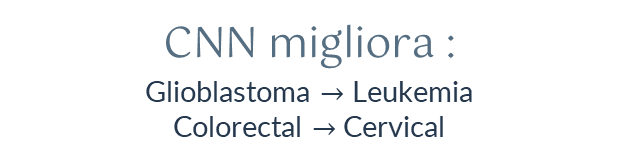 CNN migliora :
Glioblastoma → Leukemia
Colorectal → Cervical